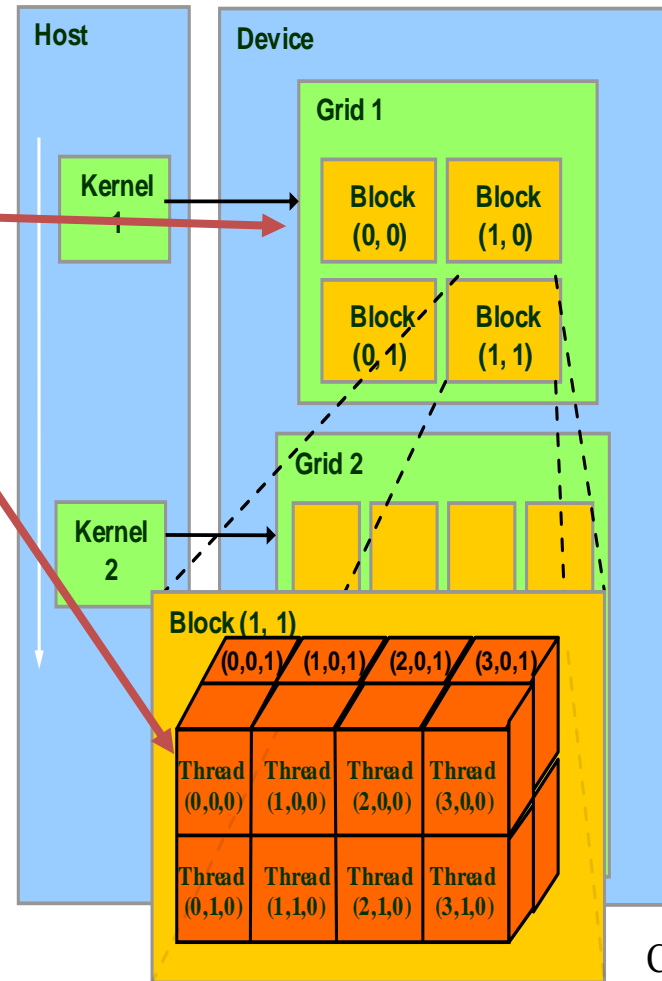 Host
Device
Grid 1
Kernel
1
Block
(0, 0)
Block
(1, 0)
Block
(0, 1)
Block
(1, 1)
Grid 2
Kernel
2
Block (1, 1)
(0,0,1) (1,0,1) (2,0,1) (3,0,1)
Thread
(0,0,0)
Thread
(1,0,0)
Thread
(2,0,0)
Thread
(3,0,0)
Thread
(0,1,0)
Thread
(1,1,0)
Thread
(2,1,0)
Thread
(3,1,0)